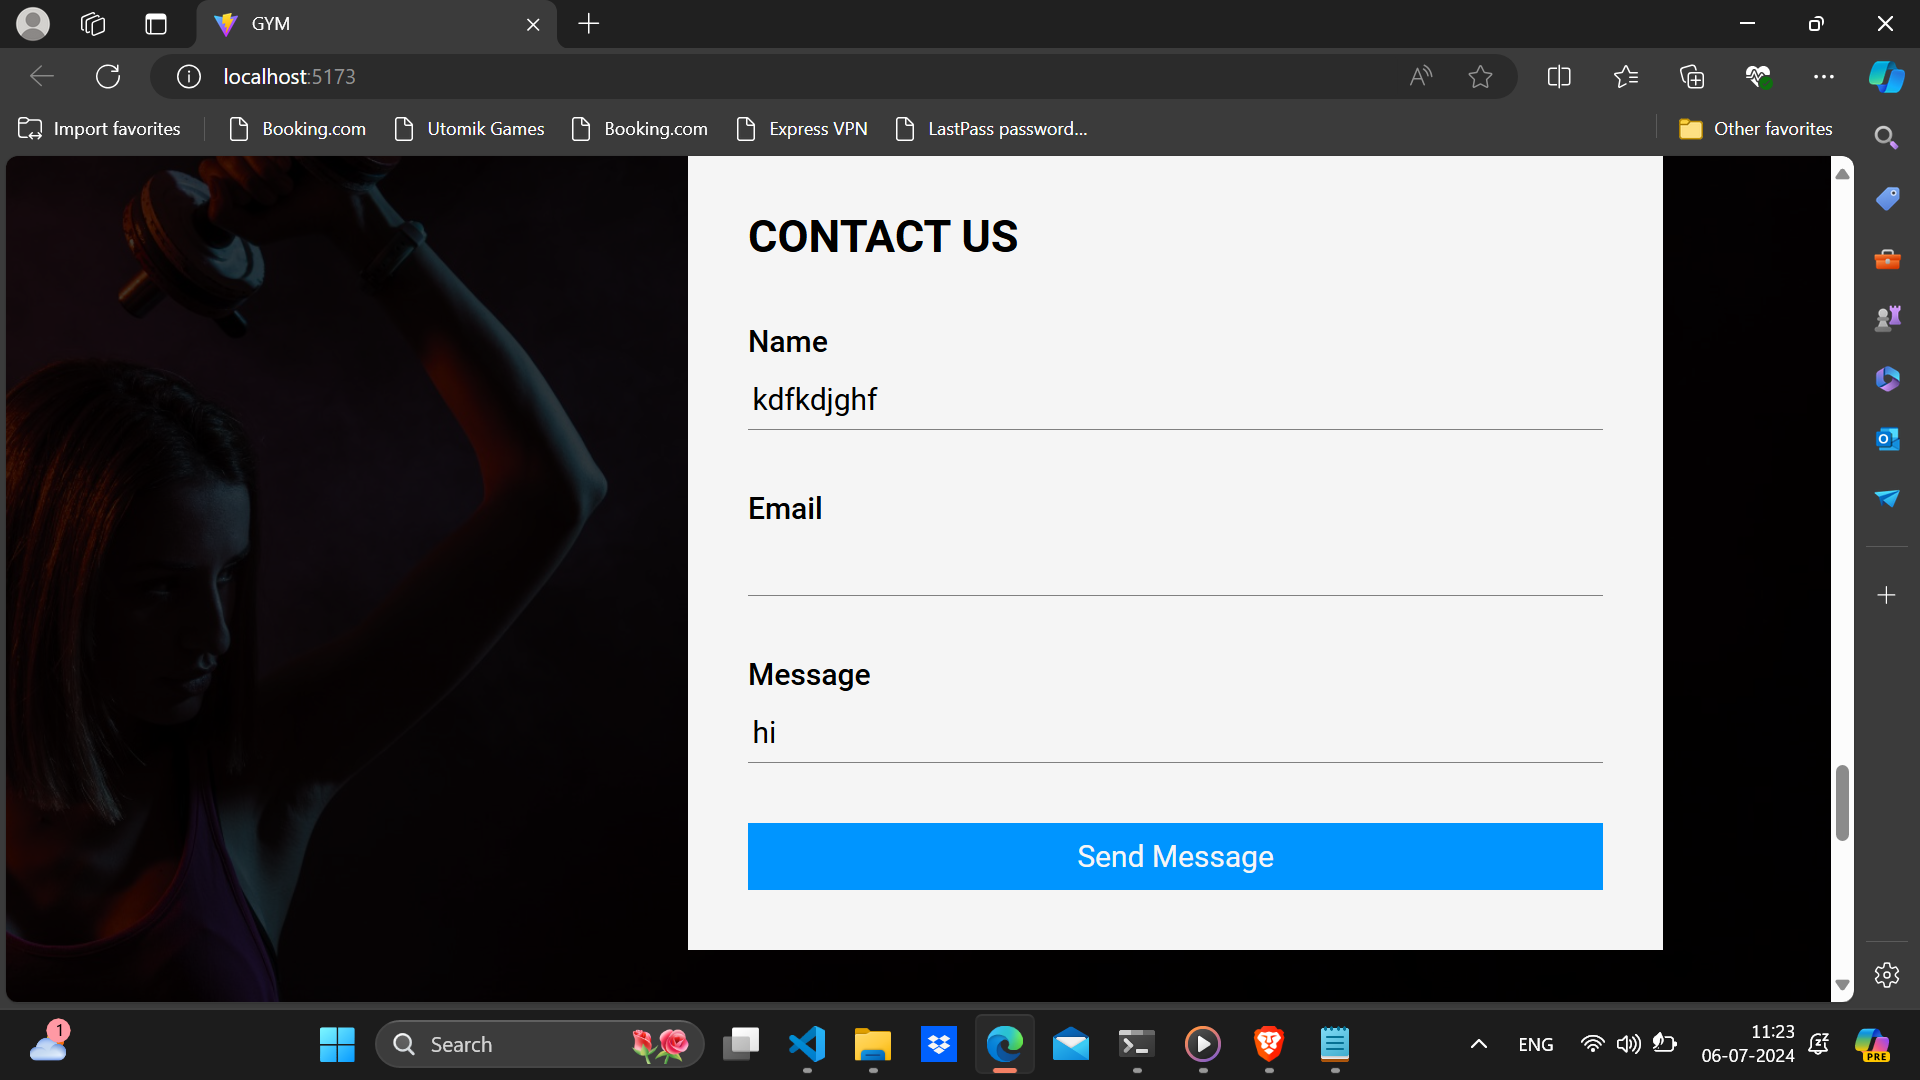 GYM
localhost:5173
Import favorites
Booking.com
Utomik Games
Booking.com
Express VPN
LastPass password...
Other favorites
CONTACT US
Name
kdfkdjghf
Email
Message
hi
Send Message
1
Search
ENG
11:23
06-07-2024
PRE